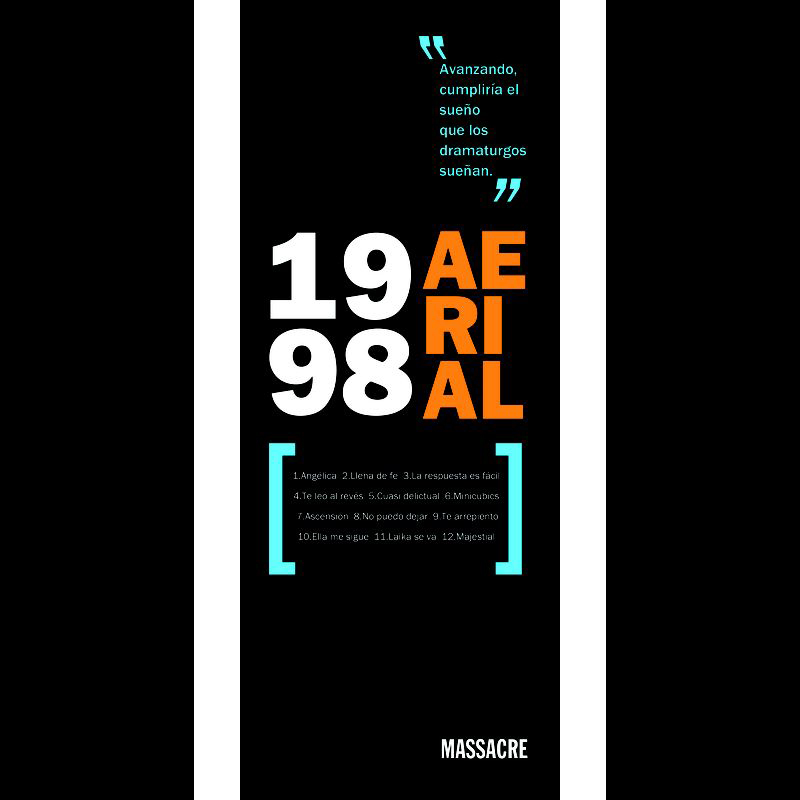 "Avanzando,
cumpliría el
sueño
que los
dramaturgos
sueñan."
19
98
AE
RI
AL
1.Angélica 2.Llena de fe 3.La respuesta es fácil
4.Te leo al revés 5.Cuasi delictual 6.Minicubics
7.Ascensión 8.No puedo dejar 9.Te arrepiento
10.Ella me sigue 11.Laika se va 12.Majestial
MASSACRE